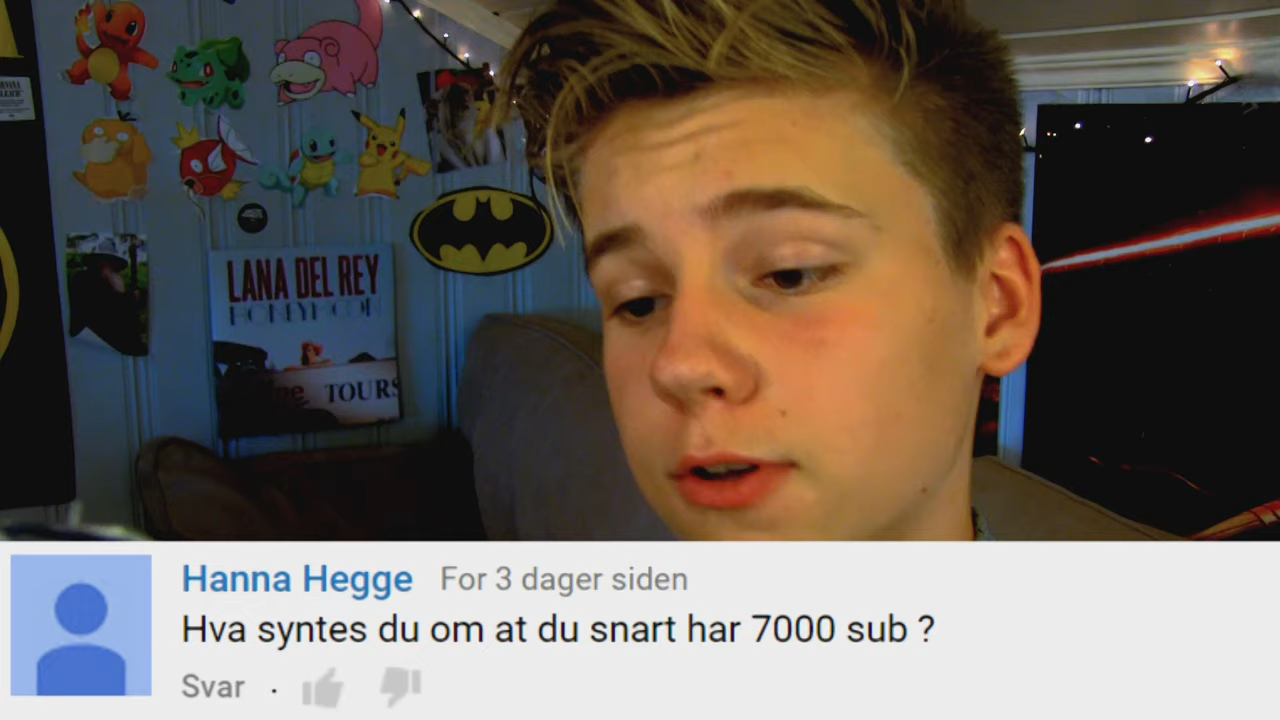 LANA DEL REY
HONEYMOON
TOURS
Hanna Hegge For 3 dager siden
Hva syntes du om at du snart har 7000 sub ?
Svar ·